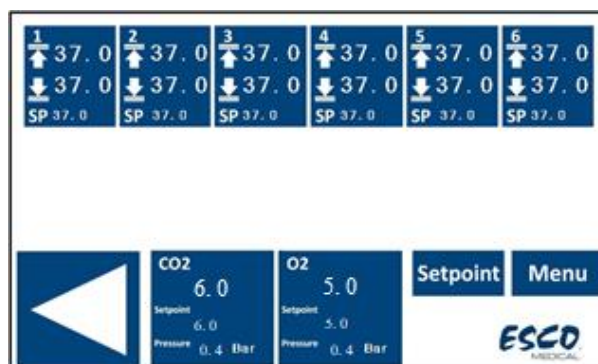 1 2 3 4 5 6
37. 0 37. 0 37. 0 37. 0 37. 0 37. 0
37. 0 37. 0 37. 0 37. 0 37. 0 37. 0
SP 37. 0 SP 37. 0 SP 37. 0 SP 37. 0 SP 37. 0 SP 37. 0
CO2
6. 0
Setpoint
6. 0
Pressure 0. 4 Bar
O2
5. 0
Setpoint
5. 0
Pressure 0. 4 Bar
Setpoint
Menu
ESCO
MEDICAL